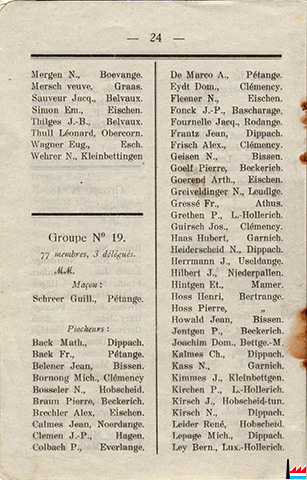 — 24 —
Mergen N., Boevange.
Mersch veuve, Graas.
Sauveur Jacq., Belvaux.
Simon Em., Eischen.
Thilges J.-B., Belvaux.
Thull Léonard, Obercorn.
Wagner Eug., Esch.
Wehrer N., Kleinbettingen
Groupe N° 19.
77 membres, 3 délégués.
MM.
Maçon :
Schreer Guill., Pétange.
Piocheurs :
Back Math., Dippach.
Back Fr., Pétange.
Belener Jean, Bissen.
Bornong Mich., Clémency
Bosseler N., Hobscheid.
Braun Pierre, Beckerich.
Brechler Alex, Eischen.
Calmes Jean, Noerdange.
Clemen J.-P., Hagen.
Colbach P., Everlange.
De Marco A., Pétange.
Eydt Dom., Clémency.
Fleener N., Eischen.
Fonck J.-P., Bascharage.
Fournelle Jacq., Rodange.
Frantz Jean, Dippach.
Frisch Alex., Clémency
Geisen N., Bissen.
Goelf Pierre, Beckerich.
Goerend Arth., Eischen.
Greiveldinger N., Leudlge.
Gressé Fr., Athus.
Grethen P., L.-Hollerich.
Guirsch Jos., Clémency.
Haas Hubert, Garnich.
Heiderscheid N., Dippach.
Herrmann J., Useldange.
Hilbert J., Niederpallen.
Hintgen Et., Mamer.
Hoss Henri, Bertrange.
Hoss Pierre, „
Howald Jean, Bissen.
Jentgen P., Beckerich.
Joachim Dom., Bettge.-M.
Kalmes Ch., Dippach.
Kass N., Garnich.
Kimmes J., Kleinbettgen.
Kirchen P., L.-Hollerich.
Kirsch J., Hobscheid-tun.
Kirsch N., Dippach.
Leider René, Hobscheid.
Lepage Mich., Dippach.
Ley Bern., Lux.-Hollerich.